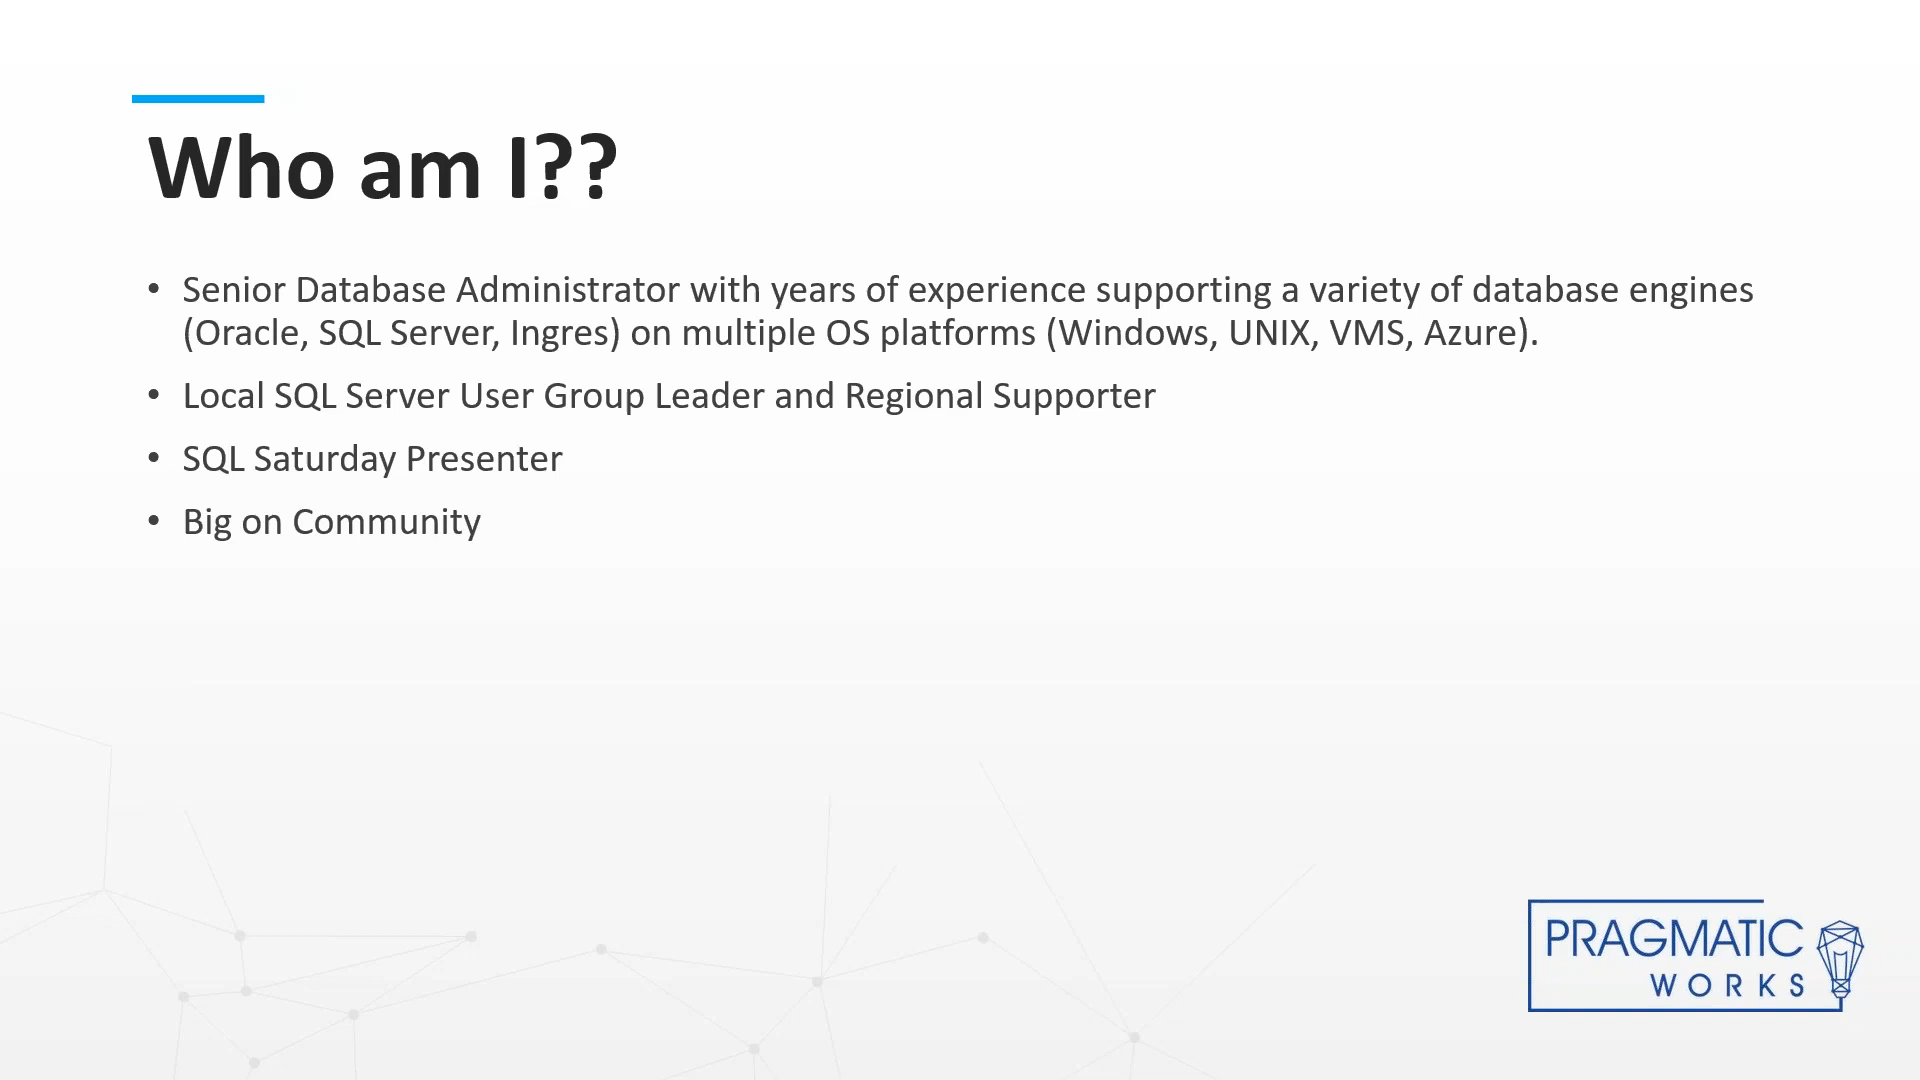 Who am I??
• Senior Database Administrator with years of experience supporting a variety of database engines
(Oracle, SQL Server, Ingres) on multiple OS platforms (Windows, UNIX, VMS, Azure).
• Local SQL Server User Group Leader and Regional Supporter
• SQL Saturday Presenter
• Big on Community
PRAGMATIC
WORKS